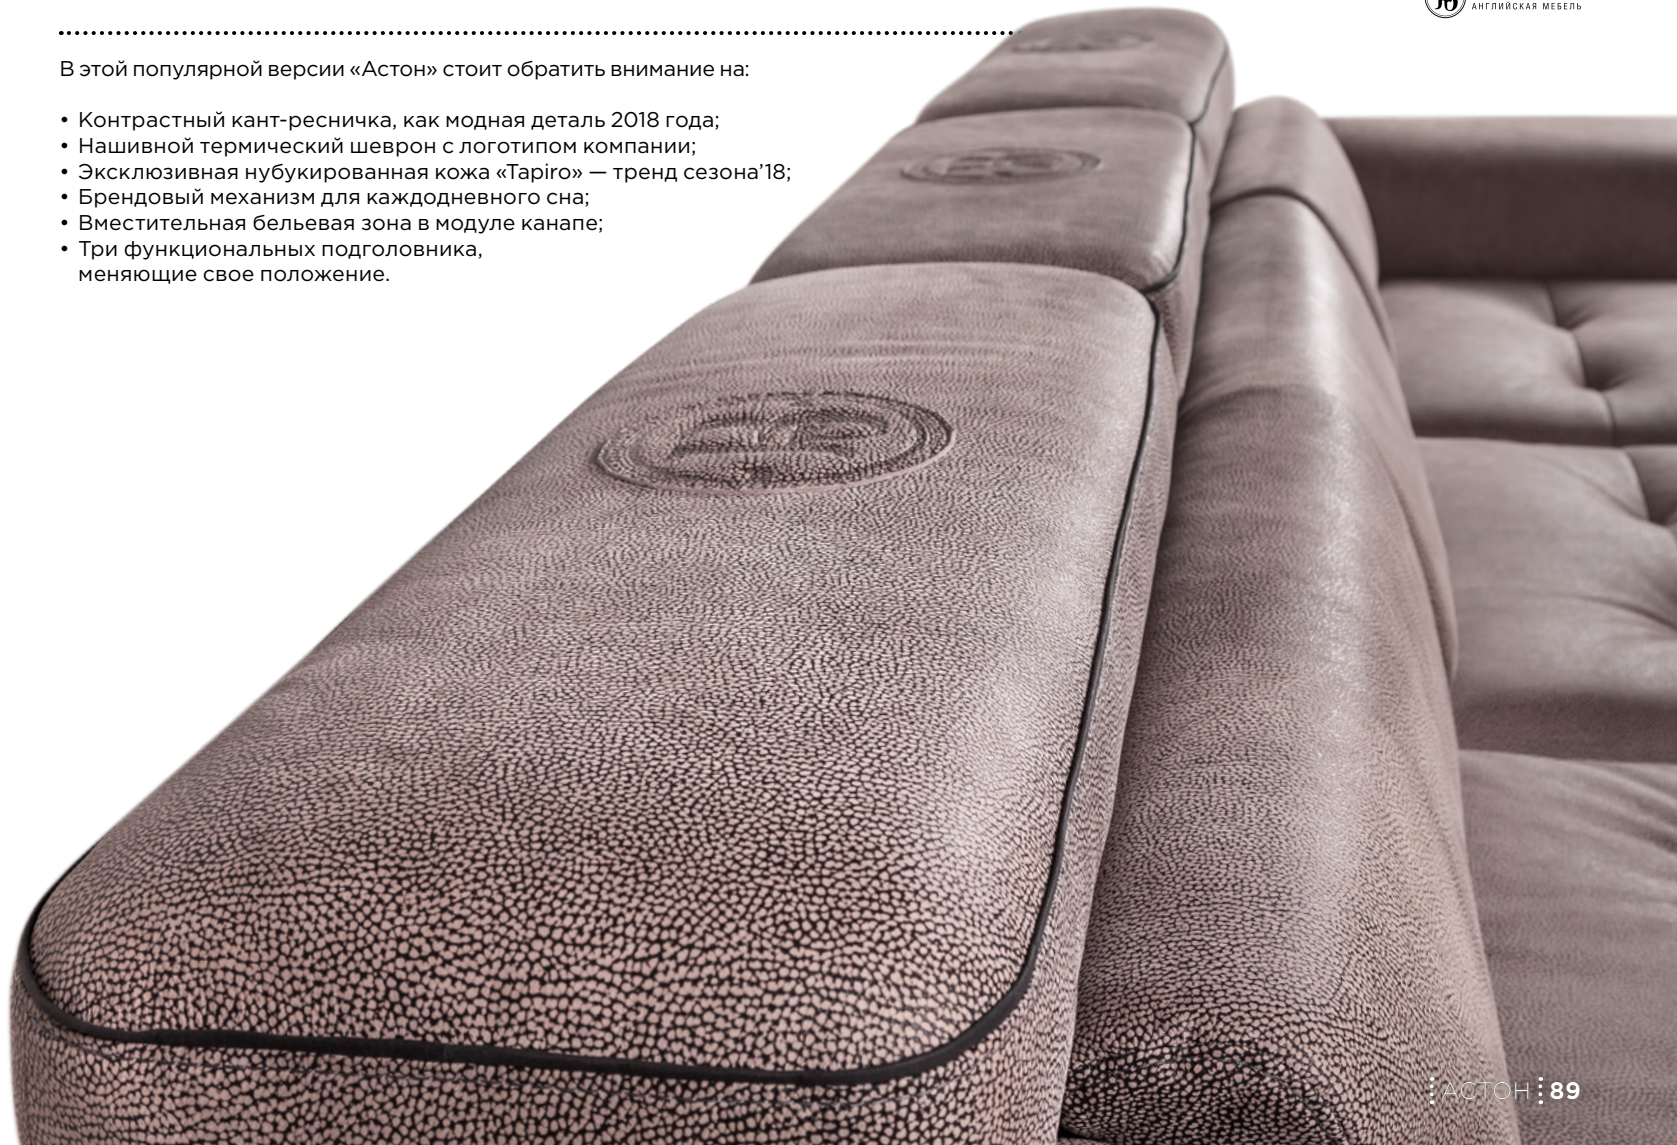 АНГЛИЙСКАЯ МЕБЕЛЬ
В этой популярной версии «Астон» стоит обратить внимание на:
• Контрастный кант-ресничка, как модная деталь 2018 года;
• Нашивной термический шеврон с логотипом компании;
• Эксклюзивная нубукированная кожа «Tapiro» — тренд сезона’18;
• Брендовый механизм для каждодневного сна;
• Вместительная бельевая зона в модуле канапе;
• Три функциональных подголовника,
меняющие свое положение.
АСТОН 89